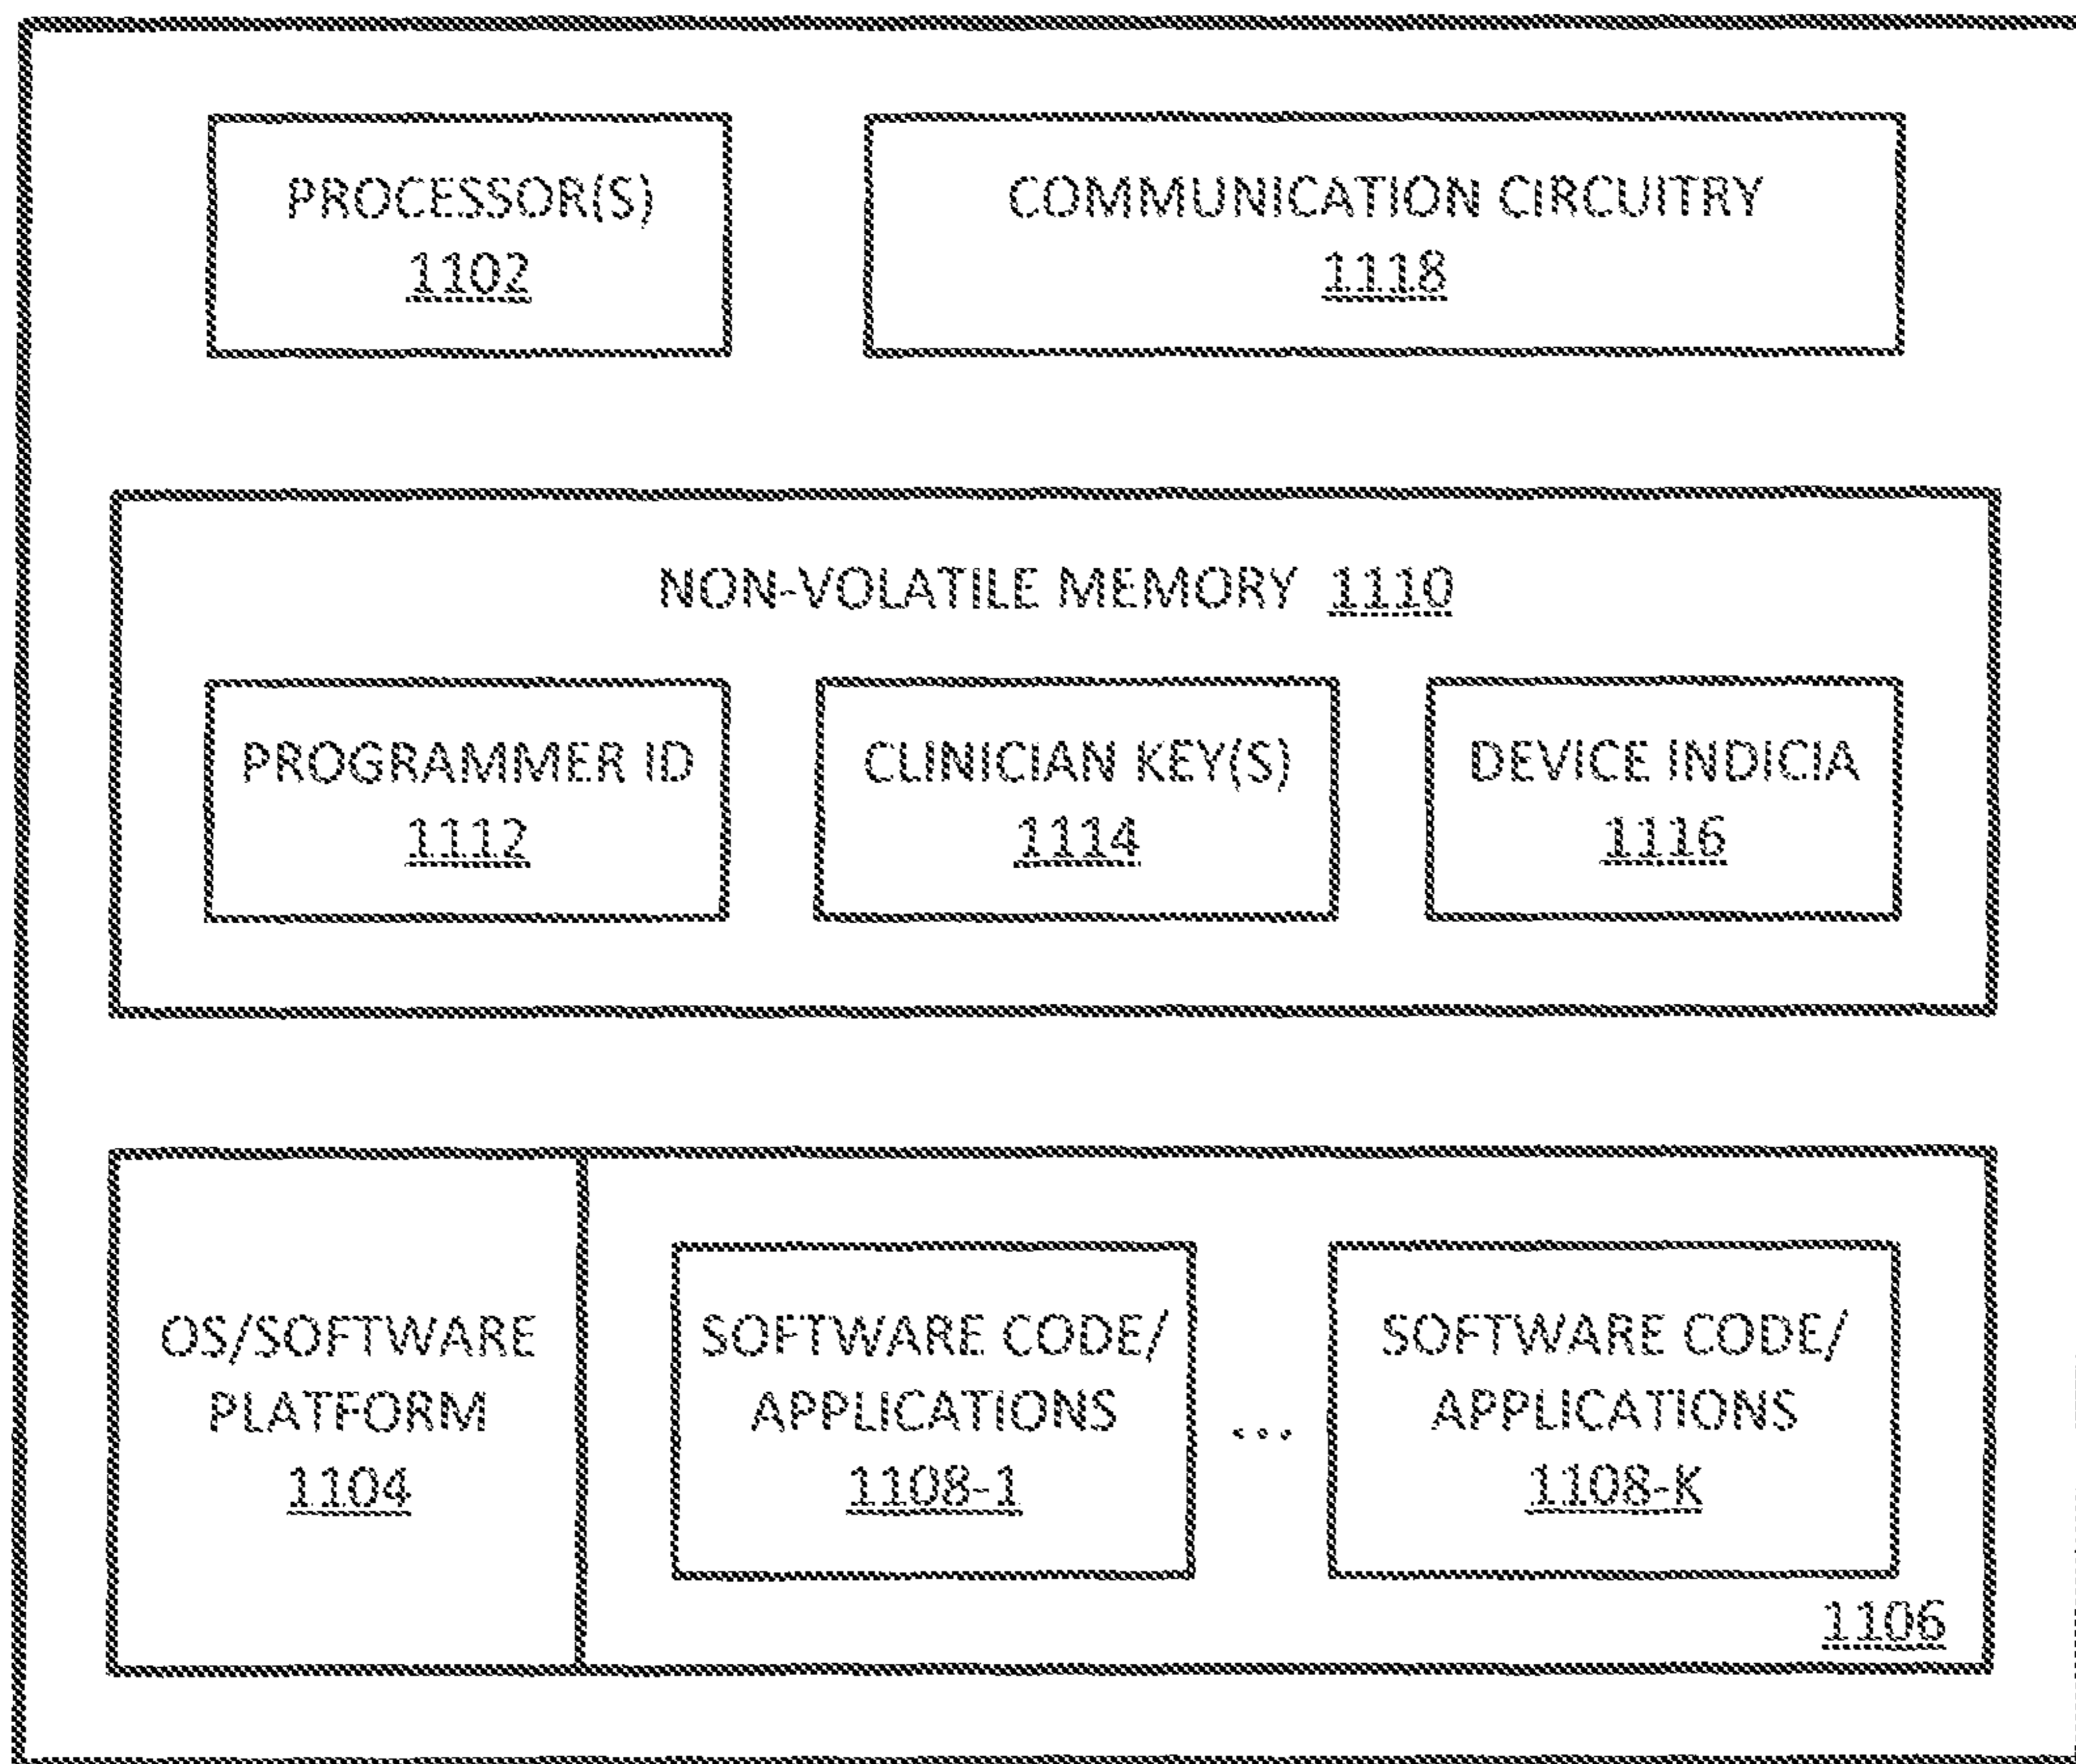 PROCESSOR(S)
1102
COMMUNICATION CIRCUITRY
1118
NON-VOLATILE MEMORY 1110
PROGRAMMER ID
1112
CLINICIAN KEY(S)
1114
DEVICE INDICIA
1116
OS/SOFTWARE
PLATFORM
1104
SOFTWARE CODE/
APPLICATIONS
1108-1
...
SOFTWARE CODE/
APPLICATIONS
1108-K
1106